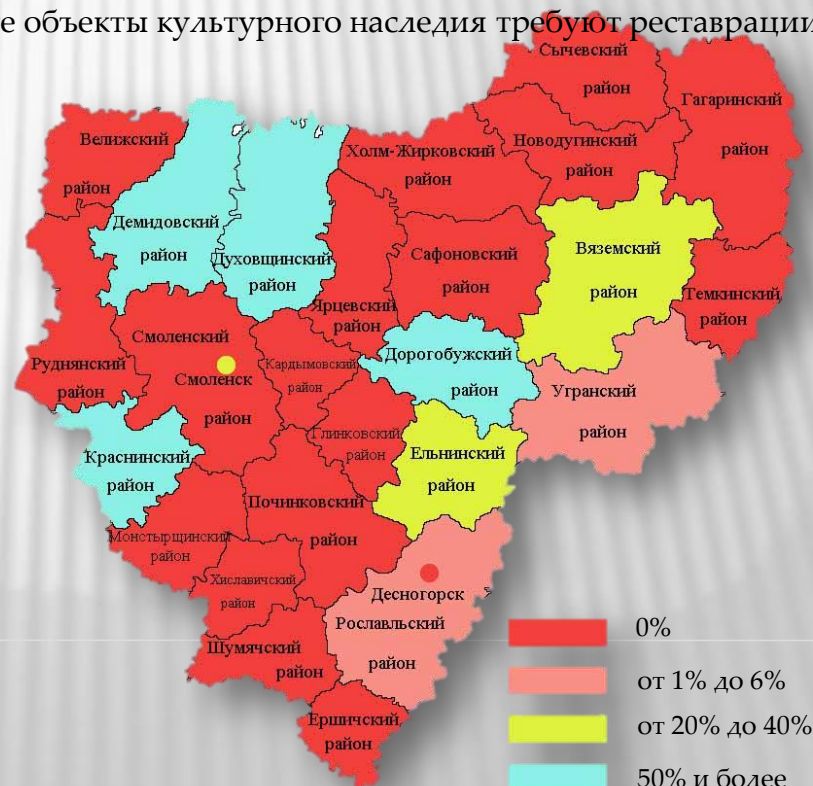 е объекты культурного наследия требуют реставрации
Сычевский
район
Гагаринский
район
Велижский
район
Холм-Жирковский
район
Новодугинский
район
Демидовский
район
Духовщинский
район
Сафоновский
район
Вяземский
район
Темкинский
район
Ярцевский
район
Смоленский
Смоленск
район
Руднянский
район
Кардымовский
район
Дорогобужский
район
Угранский
район
Глинковский
район
Ельнинский
район
Краснинский
район
Починковский
район
Монстырщинский
район
Хиславичский
район
Десногорск
Рославльский
район
Шумячский
район
Ершичский
район
0%
от 1% до 6%
от 20% до 40%
50% и более